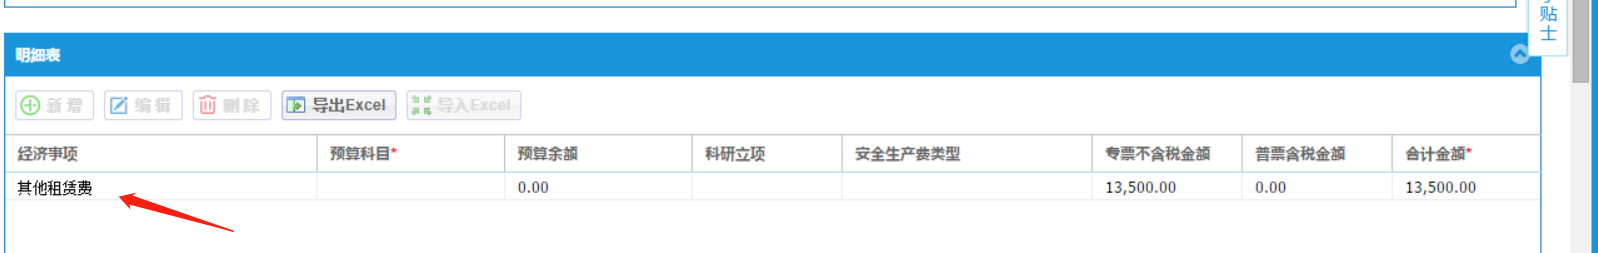 贴士
明细表
新增 编辑 删除 导出Excel 导入Excel
经济事项 预算科目* 预算余额 科研立项 安全生产费类型 专票不含税金额 普票含税金额 合计金额*
其他租赁费 0.00 13,500.00 0.00 13,500.00